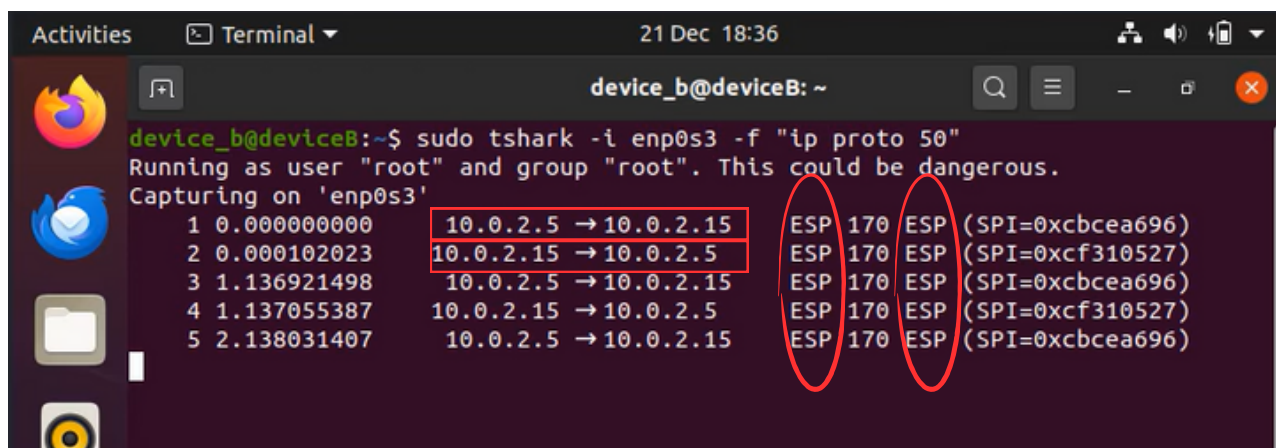 Activities Terminal 21 Dec 18:36
device_b@deviceB: ~
device_b@deviceB:~$ sudo tshark -i enp0s3 -f "ip proto 50"
Running as user "root" and group "root". This could be dangerous.
Capturing on 'enp0s3'
1 0.000000000 10.0.2.5 → 10.0.2.15 ESP 170 ESP (SPI=0xcbcea696)
2 0.000102023 10.0.2.15 → 10.0.2.5 ESP 170 ESP (SPI=0xcf310527)
3 1.136921498 10.0.2.5 → 10.0.2.15 ESP 170 ESP (SPI=0xcbcea696)
4 1.137055387 10.0.2.15 → 10.0.2.5 ESP 170 ESP (SPI=0xcf310527)
5 2.138031407 10.0.2.5 → 10.0.2.15 ESP 170 ESP (SPI=0xcbcea696)